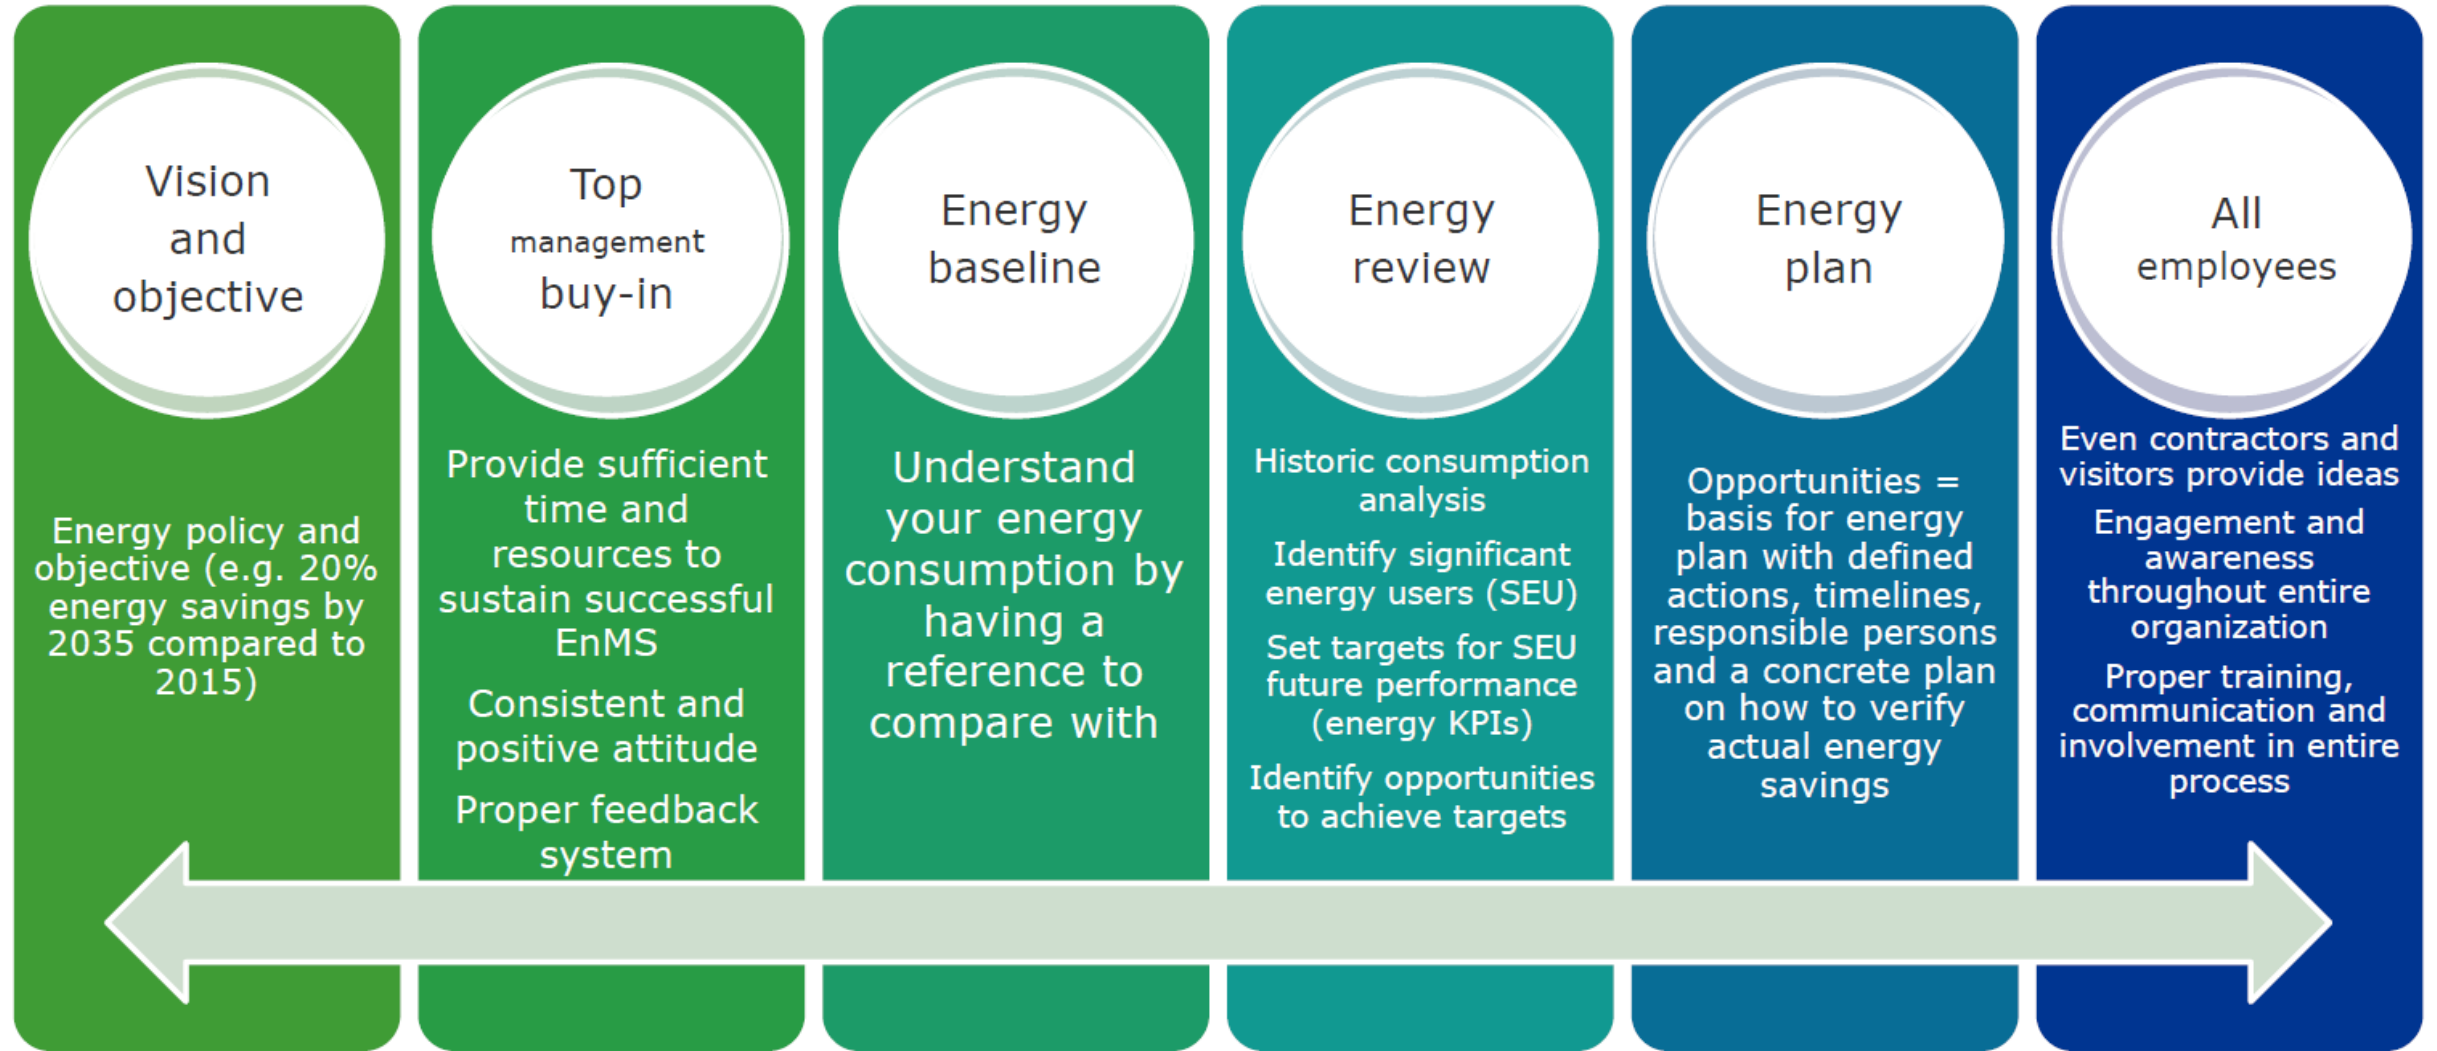 Vision
and
objective
Energy policy and
objective (e.g. 20%
energy savings by
2035 compared to
2015)
Top
management
buy-in
Provide sufficient
time and
resources to
sustain successful
EnMS
Consistent and
positive attitude
Proper feedback
system
Energy
baseline
Understand
your energy
consumption by
having a
reference to
compare with
Energy
review
Historic consumption
analysis
Identify significant
energy users (SEU)
Set targets for SEU
future performance
(energy KPIs)
Identify opportunities
to achieve targets
Energy
plan
Opportunities =
basis for energy
plan with defined
actions, timelines,
responsible persons
and a concrete plan
on how to verify
actual energy
savings
All
employees
Even contractors and
visitors provide ideas
Engagement and
awareness
throughout entire
organization
Proper training,
communication and
involvement in entire
process